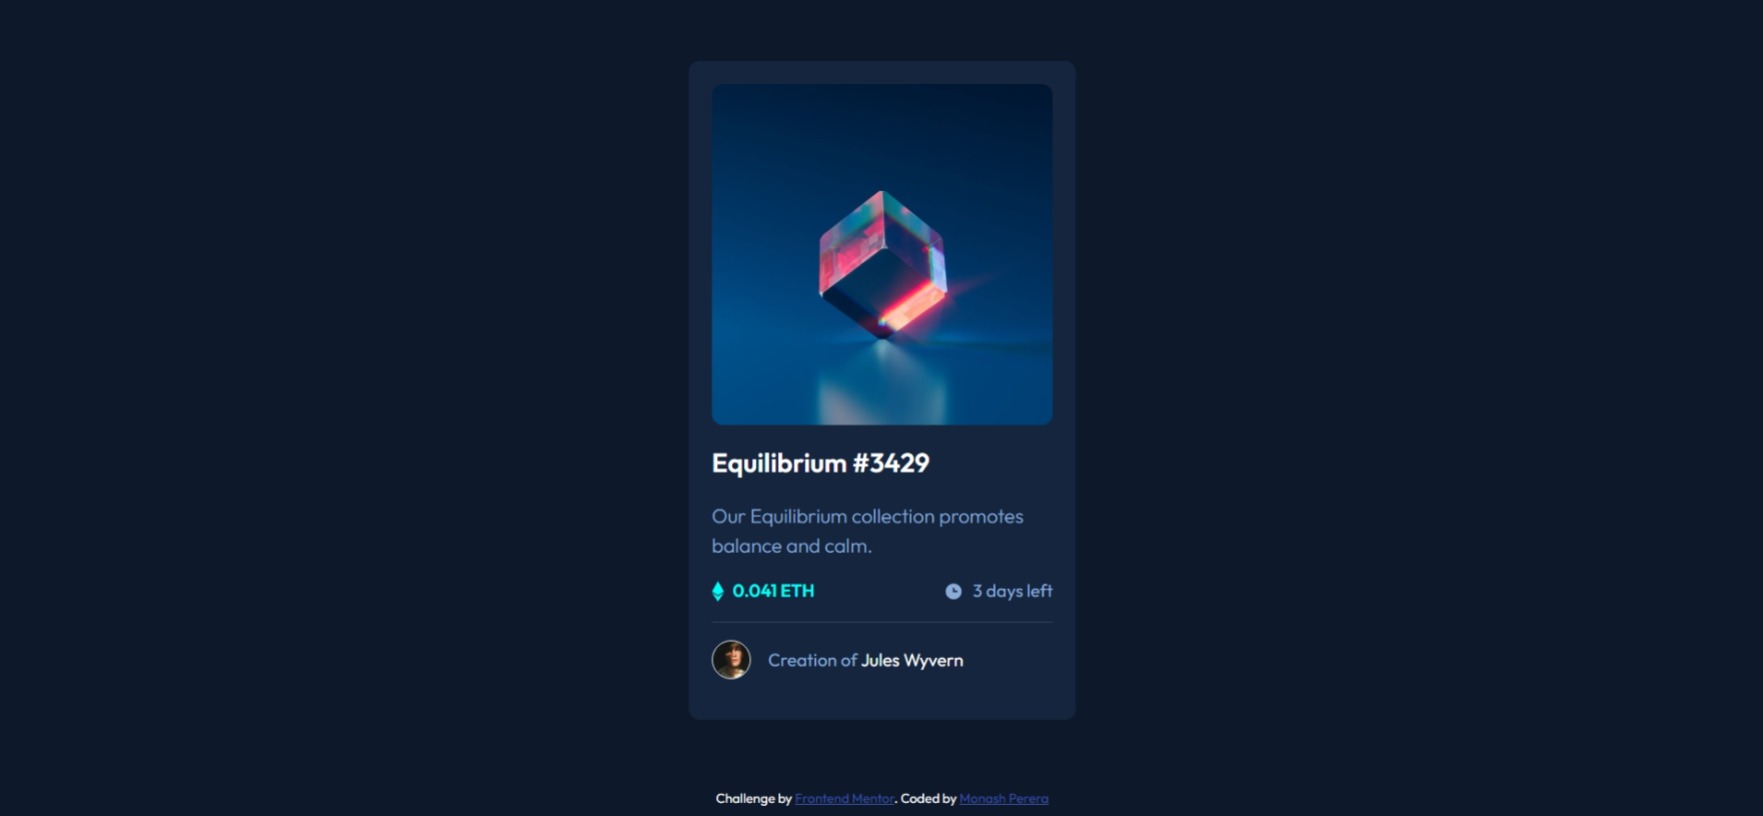 Equilibrium #3429
Our Equilibrium collection promotes
balance and calm.
0.041 ETH
3 days left
Creation of Jules Wyvern
Challenge by Frontend Mentor. Coded by Monash Perera